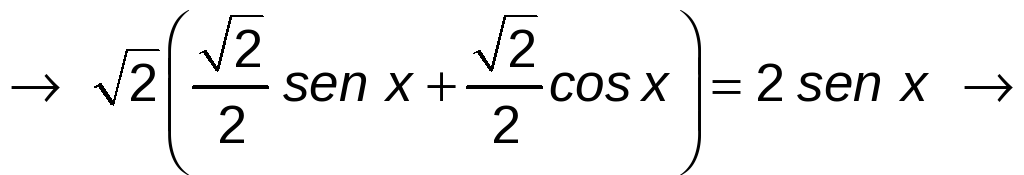 → √2 (√2/2 sen x + √2/2 cos x) = 2 sen x →